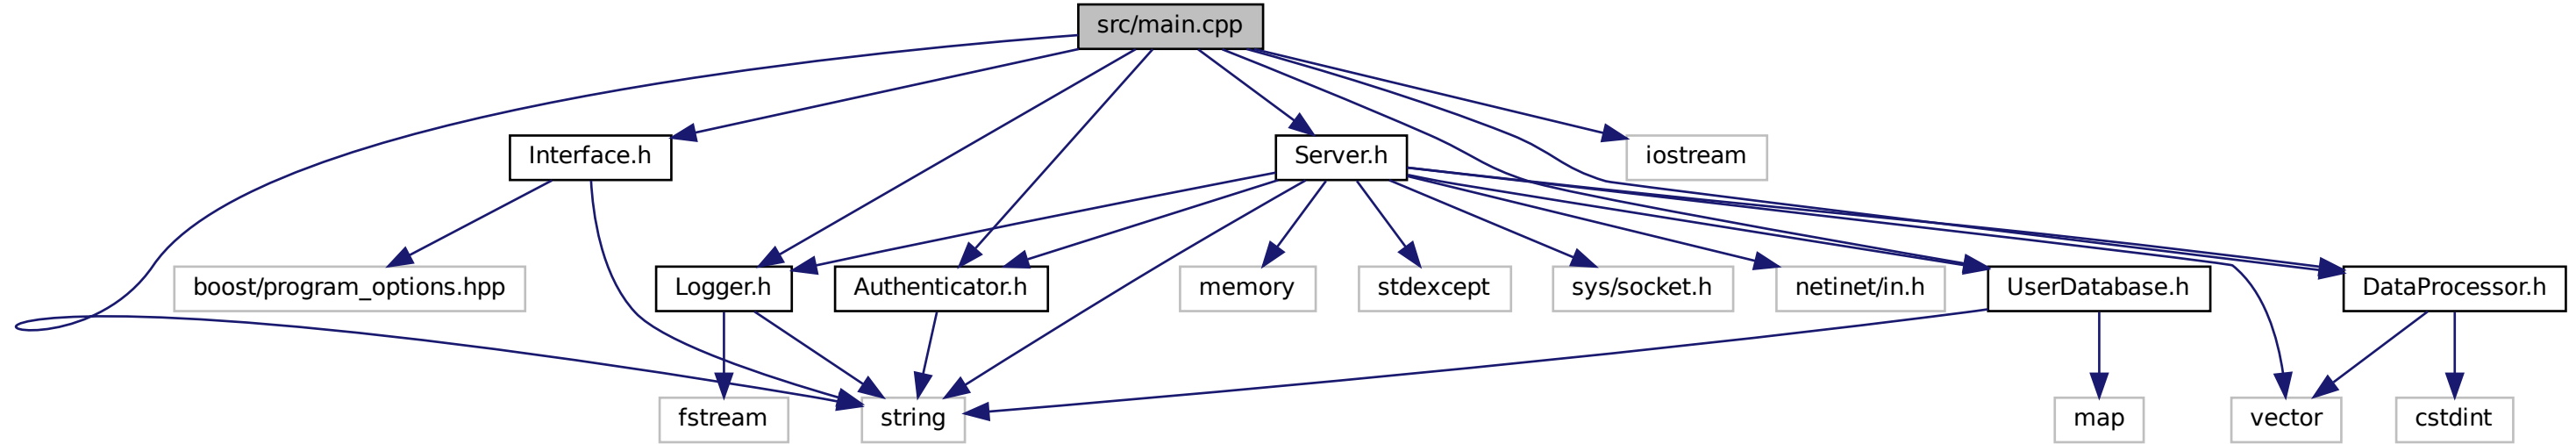 src/main.cpp
Interface.h
Server.h
iostream
boost/program_options.hpp
Logger.h
Authenticator.h
memory
stdexcept
sys/socket.h
netinet/in.h
UserDatabase.h
DataProcessor.h
fstream
string
map
vector
cstdint